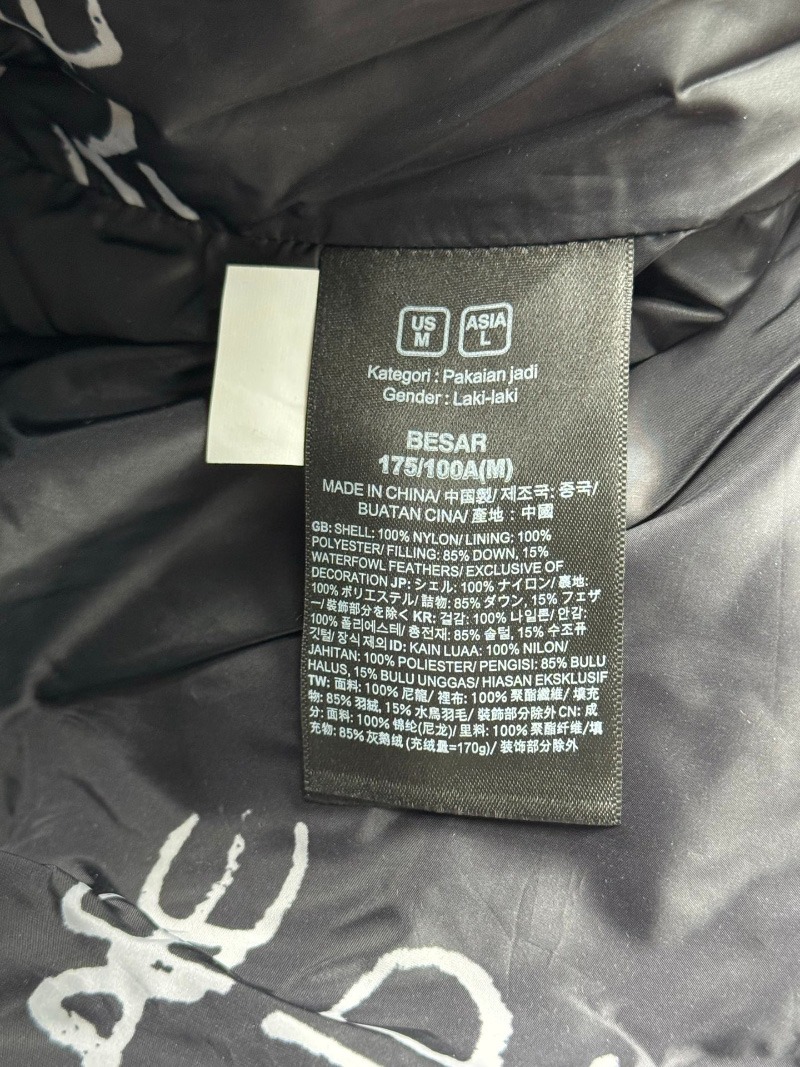 US
M
ASIA
L
Kategori : Pakaian jadi
Gender : Laki-laki
BESAR
175/100A(M)
MADE IN CHINA/ 中国製/ 제조국: 중국/
BUATAN CINA/ 產地：中國
GB: SHELL: 100% NYLON/ LINING: 100%
POLYESTER/ FILLING: 85% DOWN, 15%
WATERFOWL FEATHERS/ EXCLUSIVE OF
DECORATION JP: シェル: 100% ナイロン/ 裏地:
100% ポリエステル/ 詰物: 85% ダウン, 15% フェザ
ー/ 装飾部分を除く KR: 겉감: 100% 나일론/ 안감:
100% 폴리에스테/ 충전재: 85% 솜털, 15% 수조류
깃털/ 장식 제외 ID: KAIN LUAA: 100% NILON/
JAHITAN: 100% POLIESTER/ PENGISI: 85% BULU
HALUS, 15% BULU UNGGAS/ HIASAN EKSKLUSIF
TW: 面料: 100% 尼龍/ 裡布: 100% 聚酯纖維/ 填充
物: 85% 羽絨, 15% 水鳥羽毛/ 裝飾部分除外 CN: 成
分: 面料: 100% 锦纶(尼龙)/ 里料: 100% 聚酯纤维/填
充物: 85% 灰鹅绒 (充绒量=170g)/ 装饰部分除外